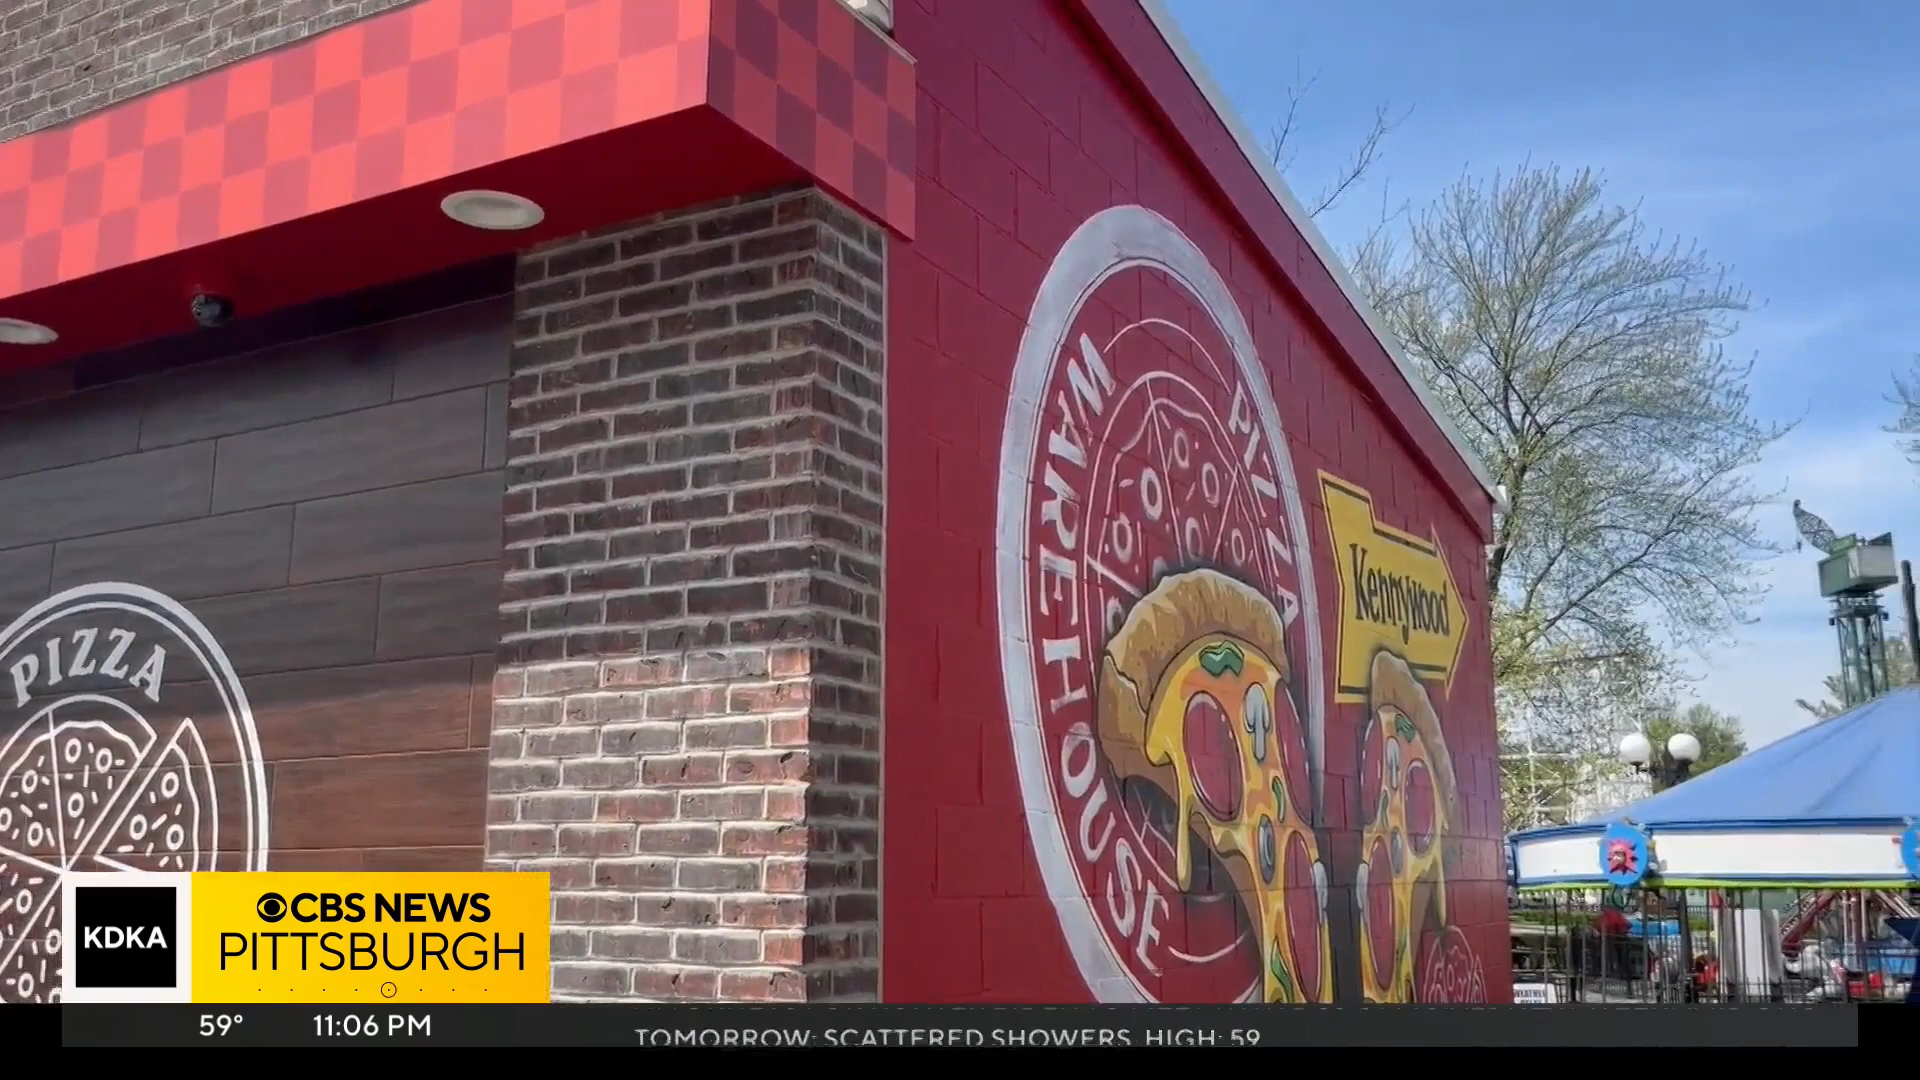 PIZZA
WAREHOUSE
PIZZA
Kennywood
KDKA
CBS NEWS
PITTSBURGH
59°
11:06 PM
TOMORROW: SCATTERED SHOWERS HIGH: 59